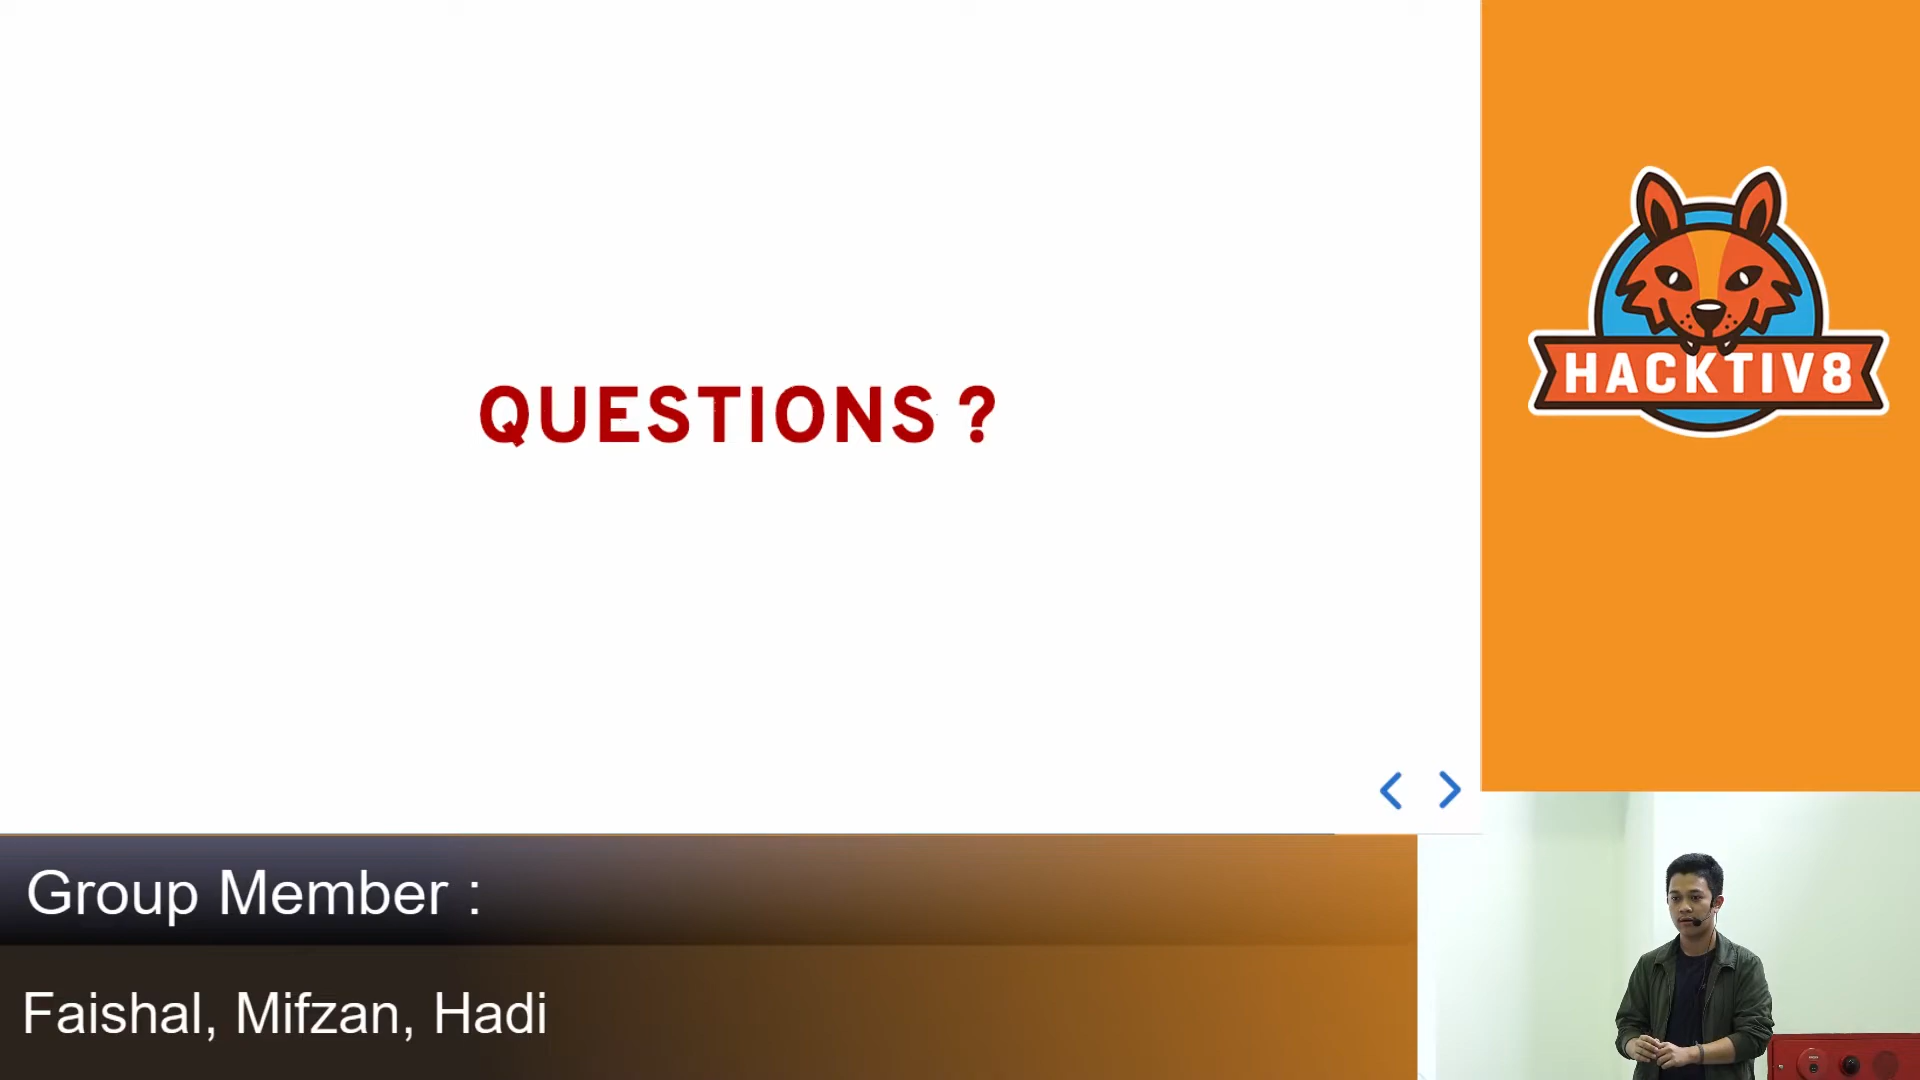 QUESTIONS ?
HACKTIV8
Group Member :
Faishal, Mifzan, Hadi